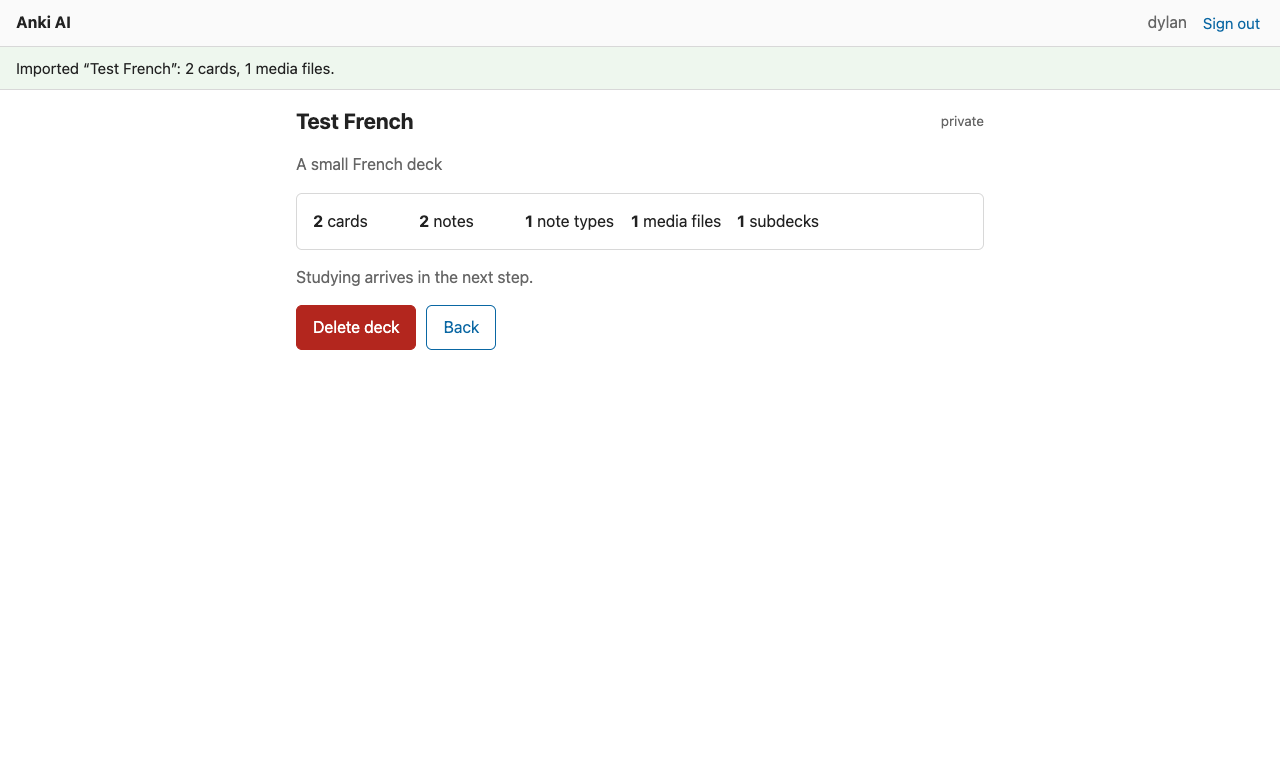 Anki AI
dylan
Sign out
Imported “Test French”: 2 cards, 1 media files.
Test French
private
A small French deck
2 cards 2 notes 1 note types 1 media files 1 subdecks
Studying arrives in the next step.
Delete deck
Back